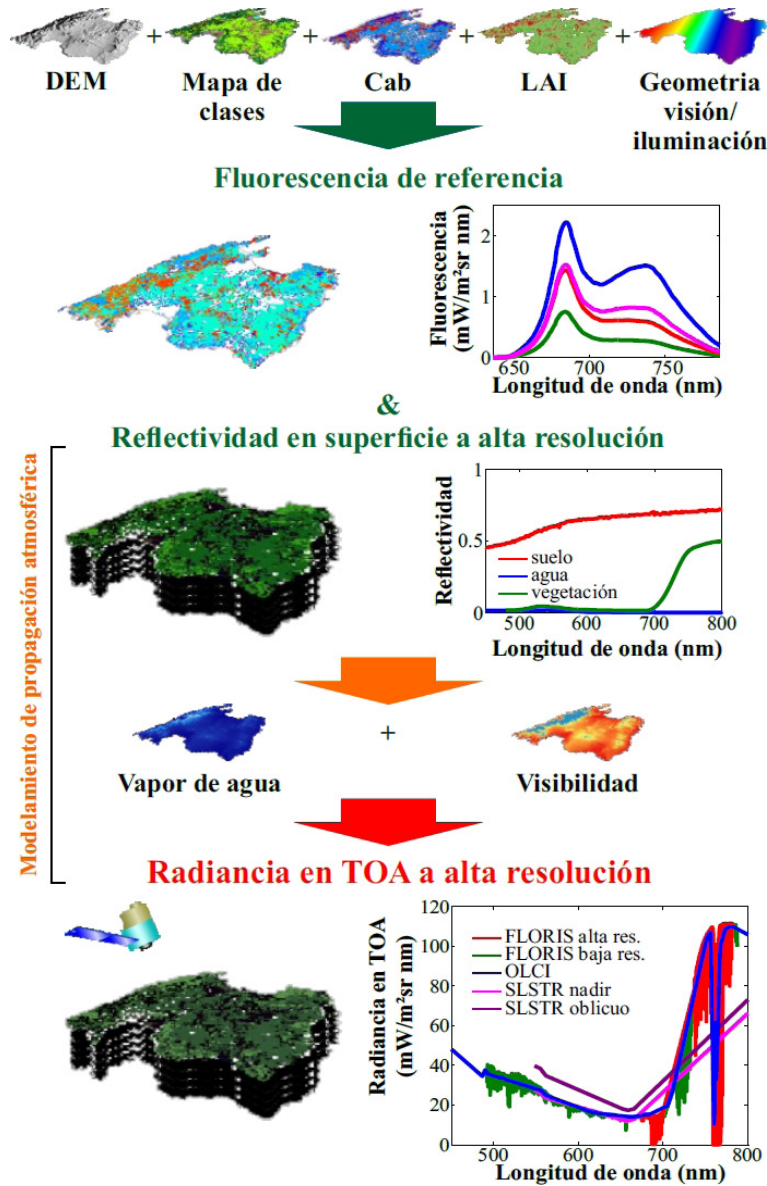 DEM + Mapa de clases + Cab + LAI + Geometria visión/ iluminación
Fluorescencia de referencia
Fluorescencia
(mW/m²sr nm)
2
1
0
650 700 750
Longitud de onda (nm)
&
Reflectividad en superficie a alta resolución
Modelamiento de propagación atmosférica
Reflectividad
1
0.5
0
suelo
agua
vegetación
500 600 700 800
Longitud de onda (nm)
Vapor de agua + Visibilidad
Radiancia en TOA a alta resolución
Radiancia en TOA
(mW/m²sr nm)
120
100
80
60
40
20
0
FLORIS alta res.
FLORIS baja res.
OLCI
SLSTR nadir
SLSTR oblicuo
500 600 700 800
Longitud de onda (nm)